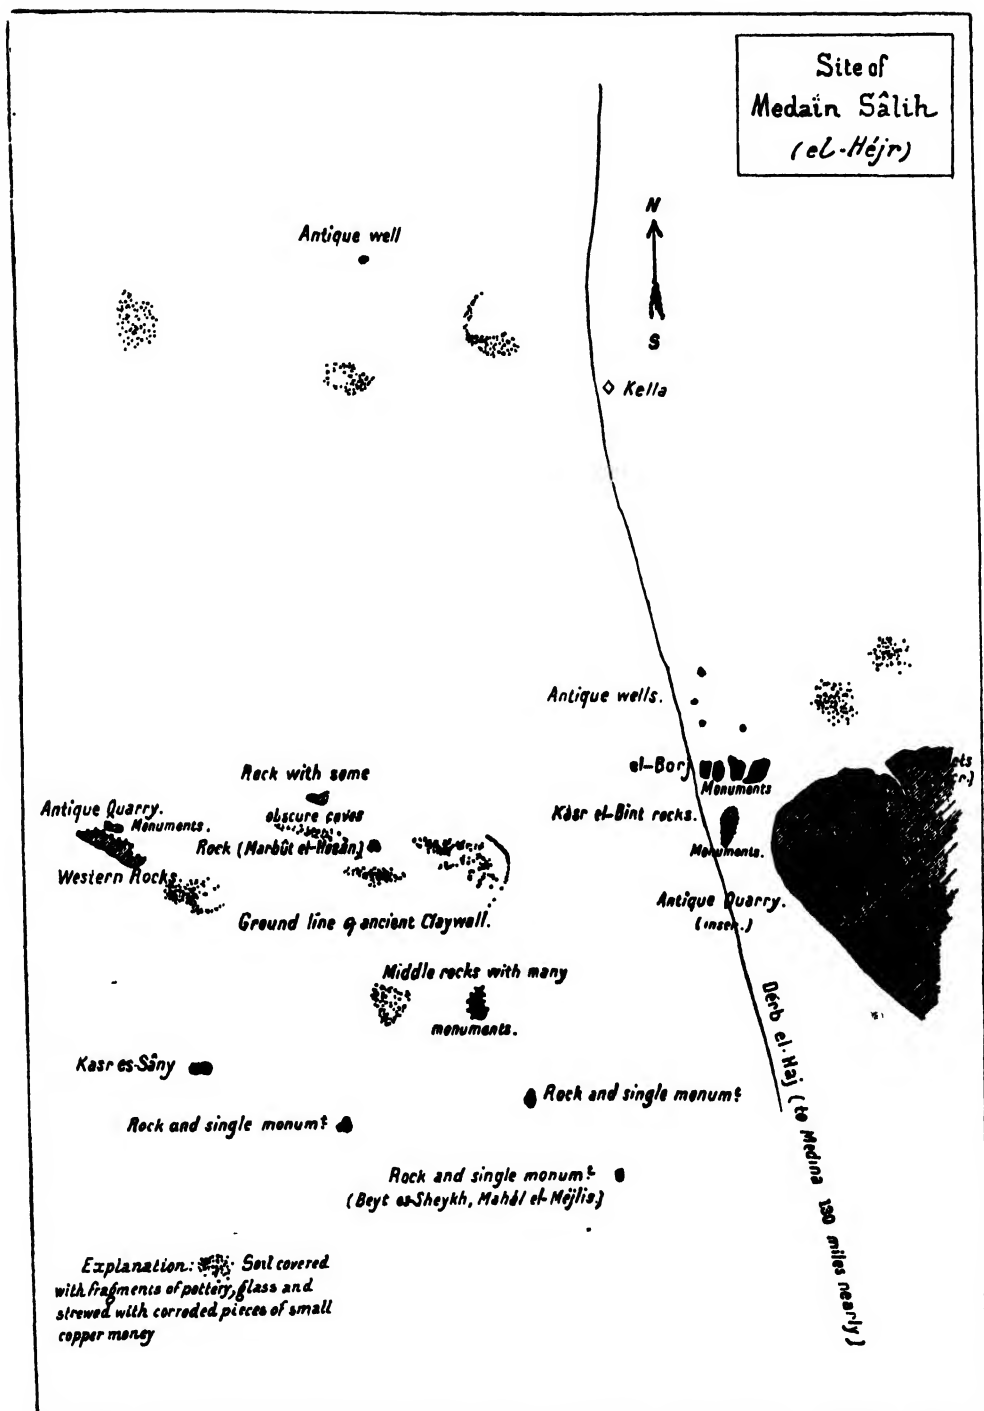 Site of
Medaïn Sâlih
(el-Héjr)
N
Antique well
S
Kella
Antique wells.
el-Borj
Monuments
Rock with some
obscure caves
Antique Quarry.
Monuments.
Kàsr el-Bint rocks.
Rock (Marbût el-Hosân)
Monuments.
Western Rocks
Antique Quarry.
(inscr.)
Ground line of ancient Claywall.
Middle rocks with many
monuments.
Kasr es-Sâny
Rock and single monumt
Rock and single monumt
Rock and single monumt
(Beyt es-Sheykh, Mahál el-Mejlis.)
Dérb el-Haj (to Medina 130 miles nearly)
Explanation: Soil covered
with fragments of pottery, glass and
strewed with corroded pieces of small
copper money